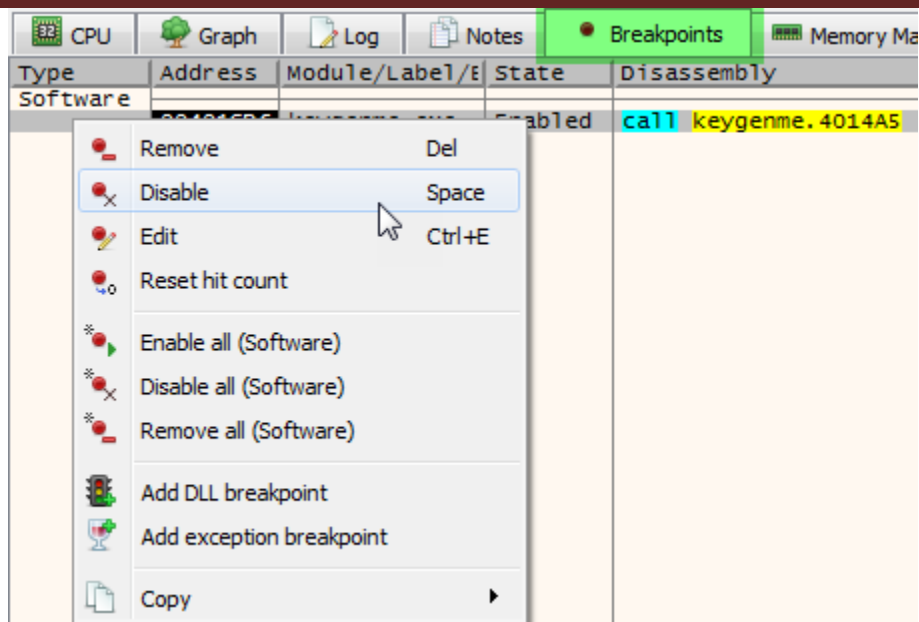 32 CPU Graph Log Notes Breakpoints Memory Ma
Type Address Module/Label/E State Disassembly
Software
Enabled call keygenme.4014A5
Remove Del
Disable Space
Edit Ctrl+E
Reset hit count
Enable all (Software)
Disable all (Software)
Remove all (Software)
Add DLL breakpoint
Add exception breakpoint
Copy